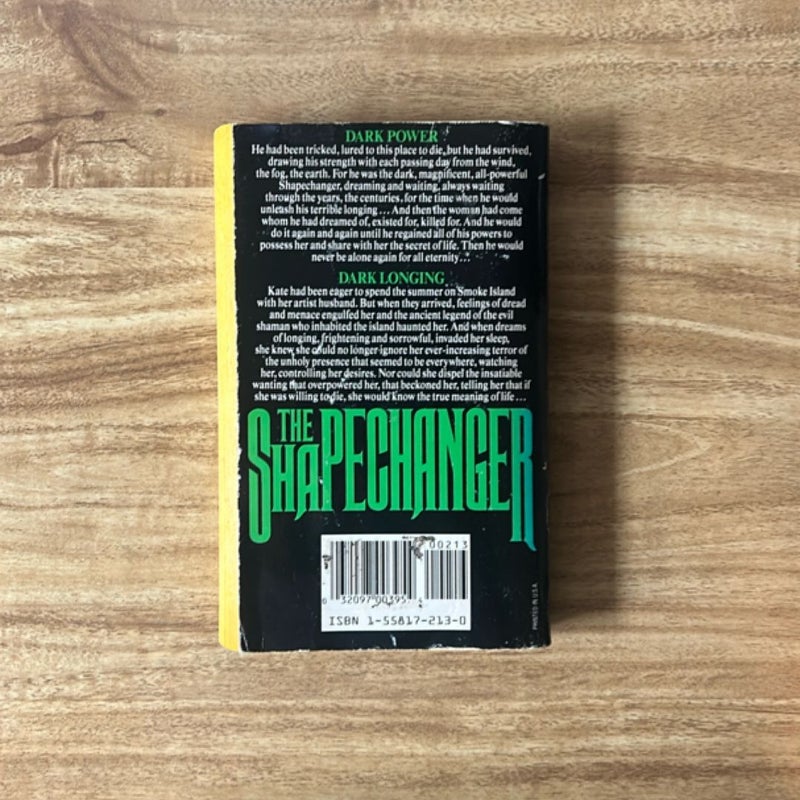 DARK POWER
He had been tricked, lured to this place to die, but he had survived,
drawing his strength with each passing day from the wind,
the fog, the earth. For he was the dark, magnificent, all-powerful
Shapechanger, dreaming and waiting, always waiting
through the years, the centuries, for the time when he would
unleash his terrible longing... And then the woman had come
whom he had dreamed of, existed for, killed for. And he would
do it again and again until he regained all of his powers to
possess her and share with her the secret of life. Then he would
never be alone again for all eternity...
DARK LONGING
Kate had been eager to spend the summer on Smoke Island
with her artist husband. But when they arrived, feelings of dread
and menace engulfed her and the ancient legend of the evil
shaman who inhabited the island haunted her. And when dreams
of longing, frightening and sorrowful, invaded her sleep,
she knew she could no longer ignore her ever-increasing terror of
the unholy presence that seemed to be everywhere, watching
her, controlling her desires. Nor could she dispel the insatiable
wanting that overpowered her, that beckoned her, telling her that if
she was willing to die, she would know the true meaning of life...
THE
SHAPECHANGER
00213
6 32097 00395 4
ISBN 1-55817-213-0
PRINTED IN U.S.A.